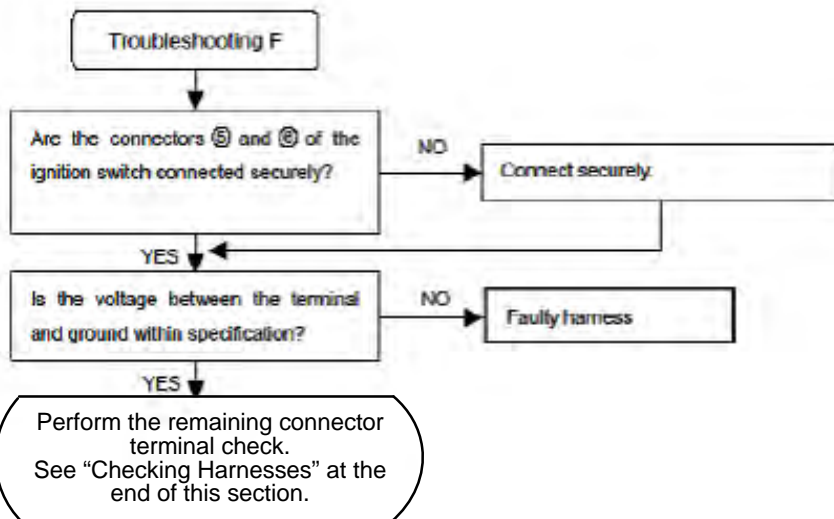 Troubleshooting F
Are the connectors ⑤ and ⓔ of the
ignition switch connected securely?
NO
Connect securely.
YES
Is the voltage between the terminal
and ground within specification?
NO
Faulty harness
YES
Perform the remaining connector
terminal check.
See “Checking Harnesses” at the
end of this section.